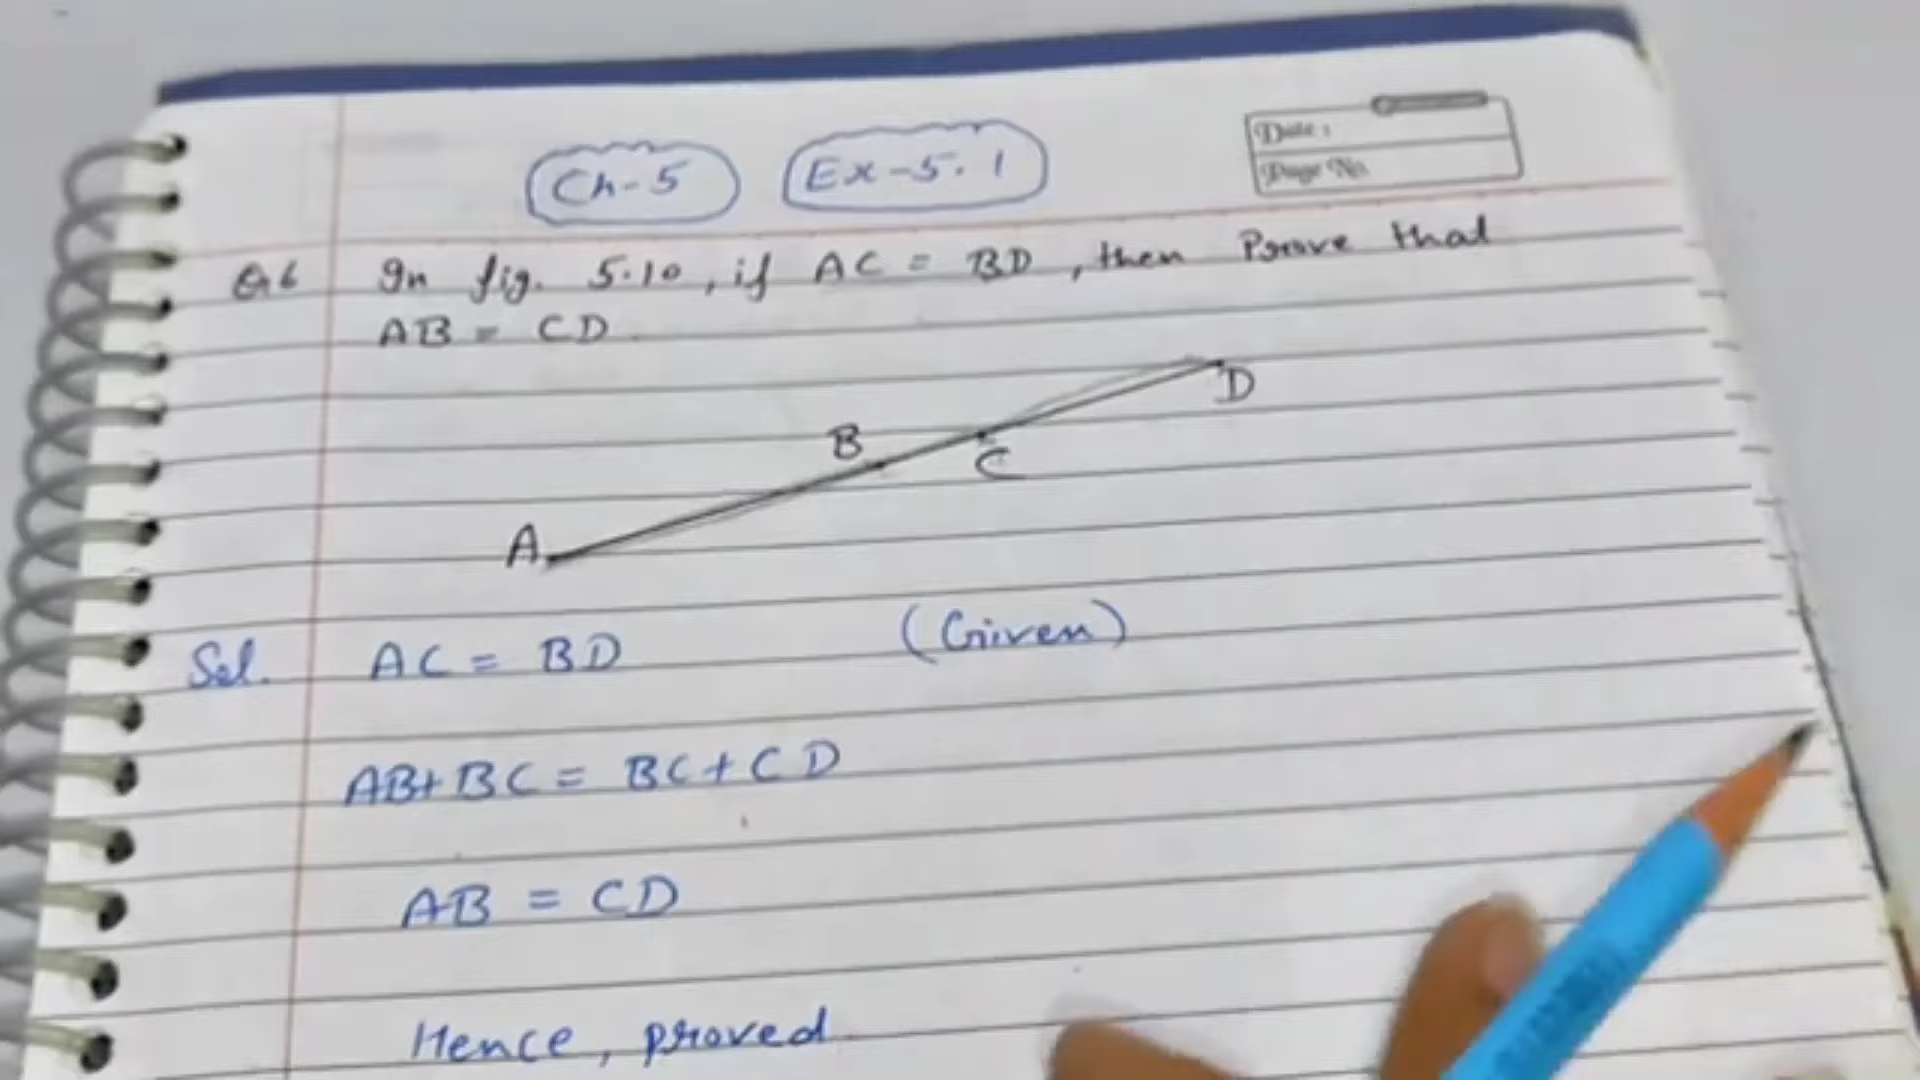 Ch-5 Ex-5.1
Date :
Page No.
Q.6 In fig. 5.10, if AC = BD, then Prove that
AB = CD.
D
B
C
A
Sol. AC = BD (Given)
AB+BC = BC+CD
AB = CD
Hence, proved